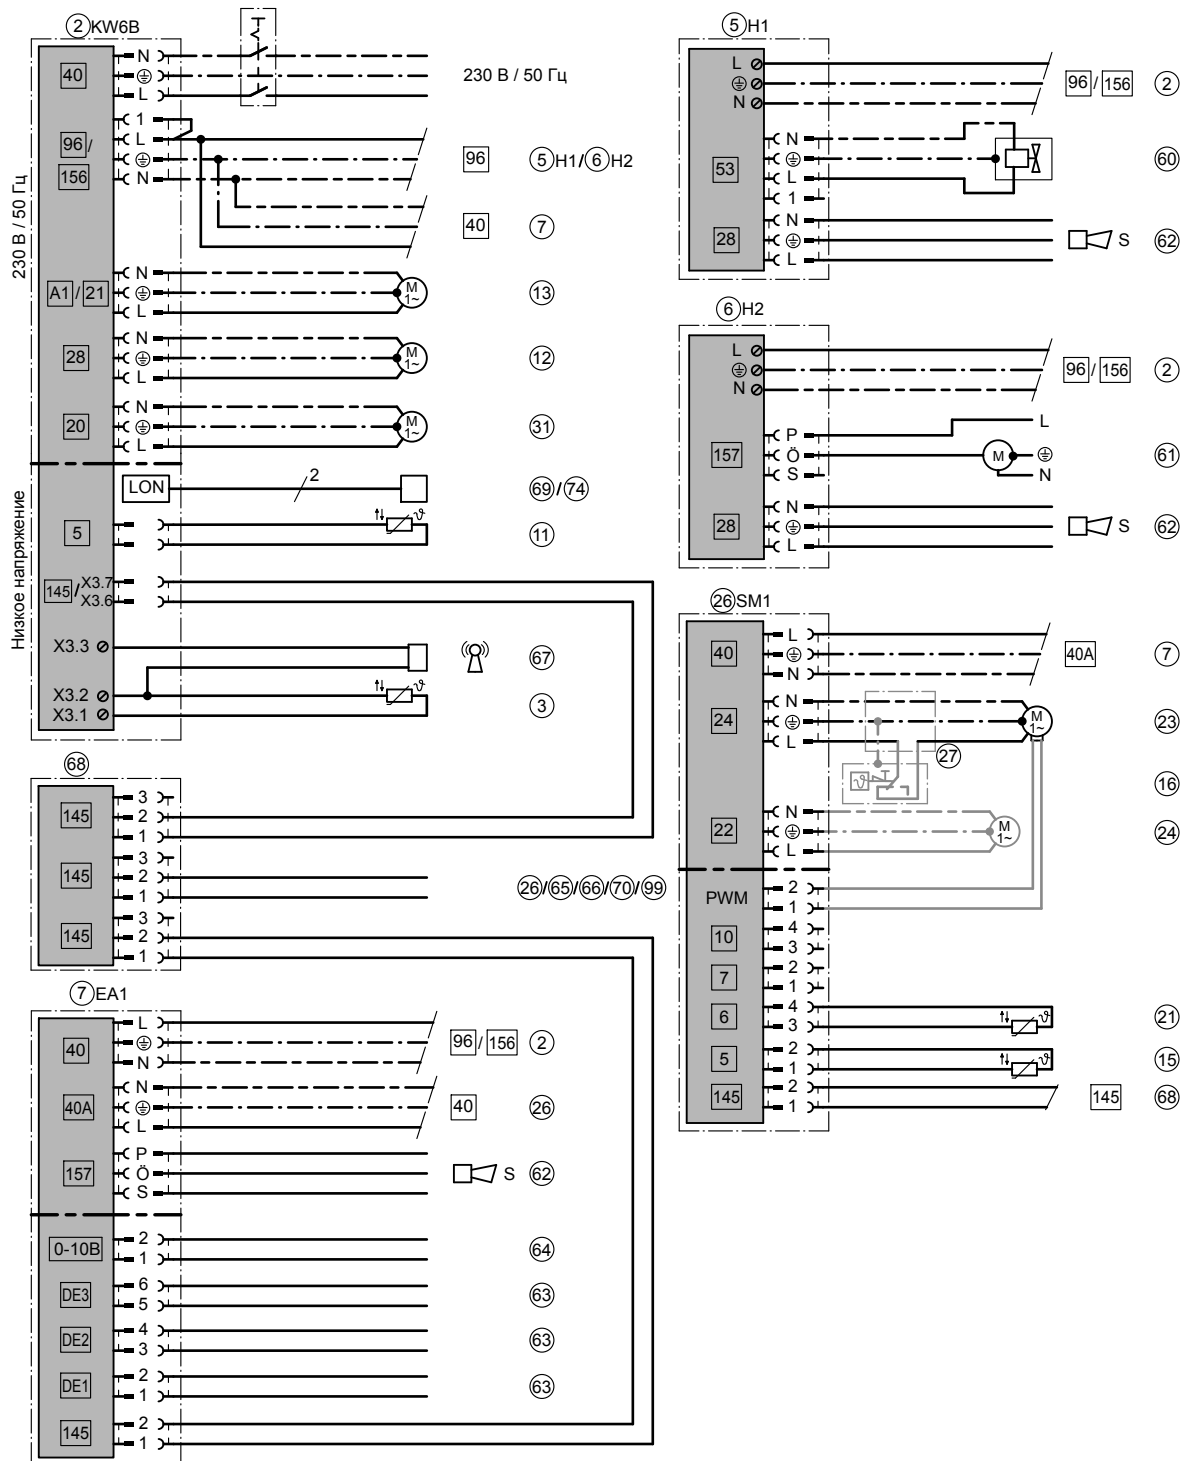 2 KW6B
230 В / 50 Гц
Низкое напряжение
40
N
L
230 В / 50 Гц
96 /
156
1
L
N
96
5 H1/ 6 H2
40
7
A1 / 21
N
L
M
1~
13
28
N
L
M
1~
12
20
N
L
M
1~
31
LON
2
69 / 74
5
ϑ
11
145 / X3.7
X3.6
X3.3
67
X3.2
X3.1
ϑ
3
68
145
3
2
1
145
3
2
1
26 / 65 / 66 / 70 / 99
145
3
2
1
7 EA1
40
L
N
96 / 156
2
40A
N
L
40
26
157
P
Ö
S
S
62
0-10В
2
1
64
DE3
6
5
63
DE2
4
3
63
DE1
2
1
63
145
2
1
5 H1
L
N
96 / 156
2
53
N
L
1
60
28
N
L
S
62
6 H2
L
N
96 / 156
2
157
P
Ö
S
L
M
N
61
28
N
L
S
62
26 SM1
40
L
N
40A
7
24
N
L
M
1~
23
27
ϑ
16
22
N
L
M
1~
24
PWM
2
1
10
4
3
7
2
1
6
4
3
ϑ
21
5
2
1
ϑ
15
145
2
1
145
68